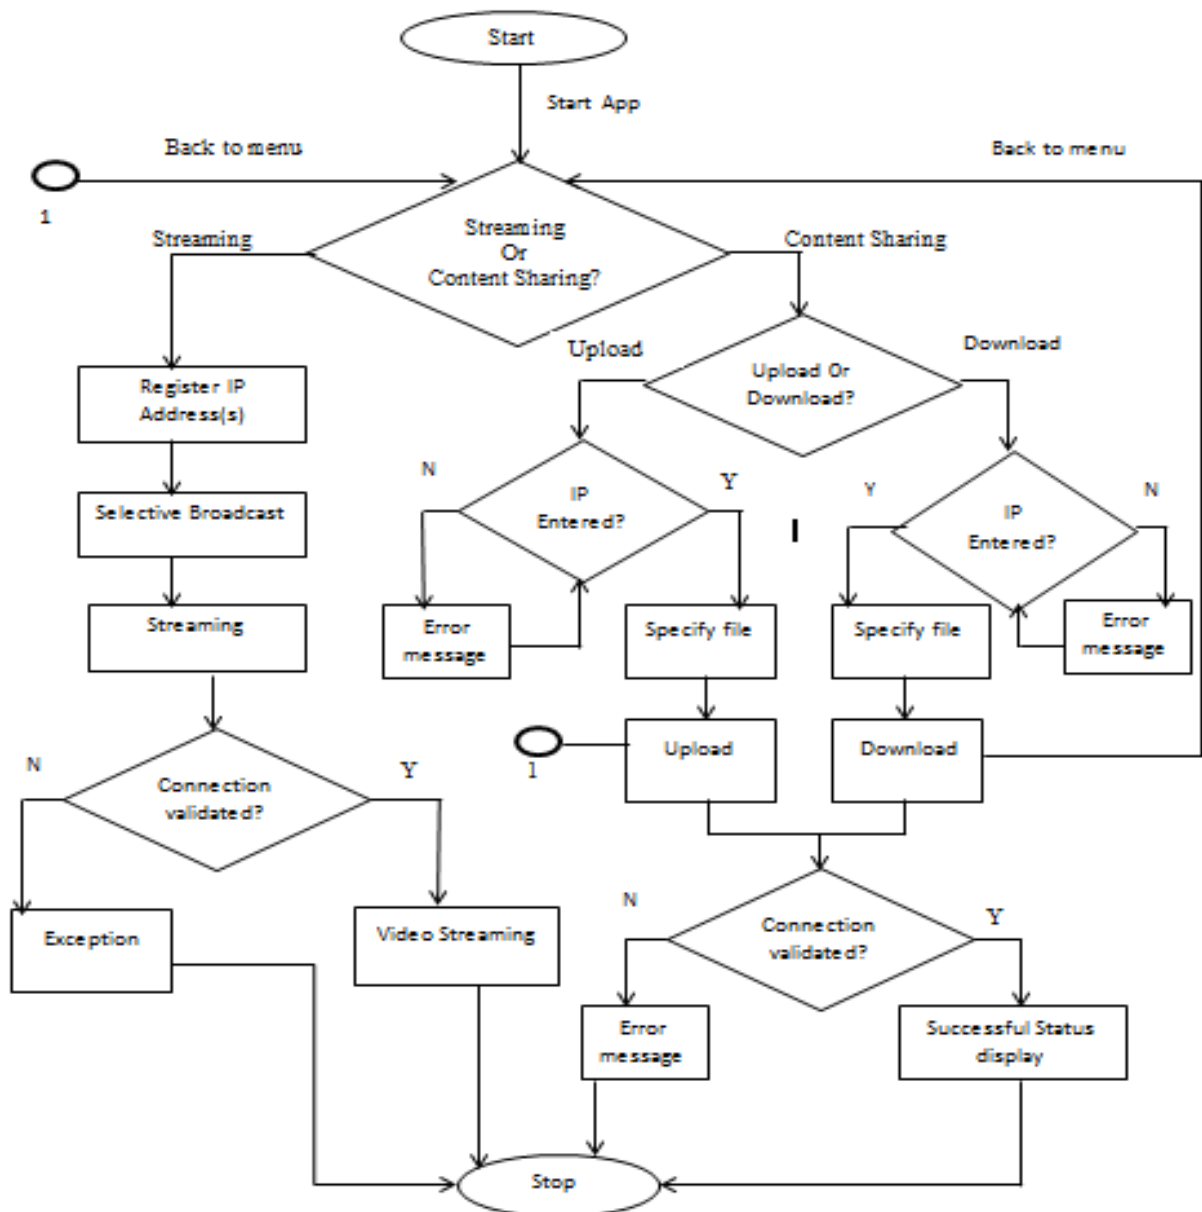 Start
Start App
Back to menu
Back to menu
1
Streaming
Streaming
Or
Content Sharing?
Content Sharing
Upload
Download
Upload Or
Download?
Register IP
Address(s)
N
IP
Entered?
Y
Y
IP
Entered?
N
Selective Broadcast
Streaming
Error
message
Specify file
Specify file
Error
message
1
Upload
Download
N
Connection
validated?
Y
Exception
Video Streaming
N
Connection
validated?
Y
Error
message
Successful Status
display
Stop